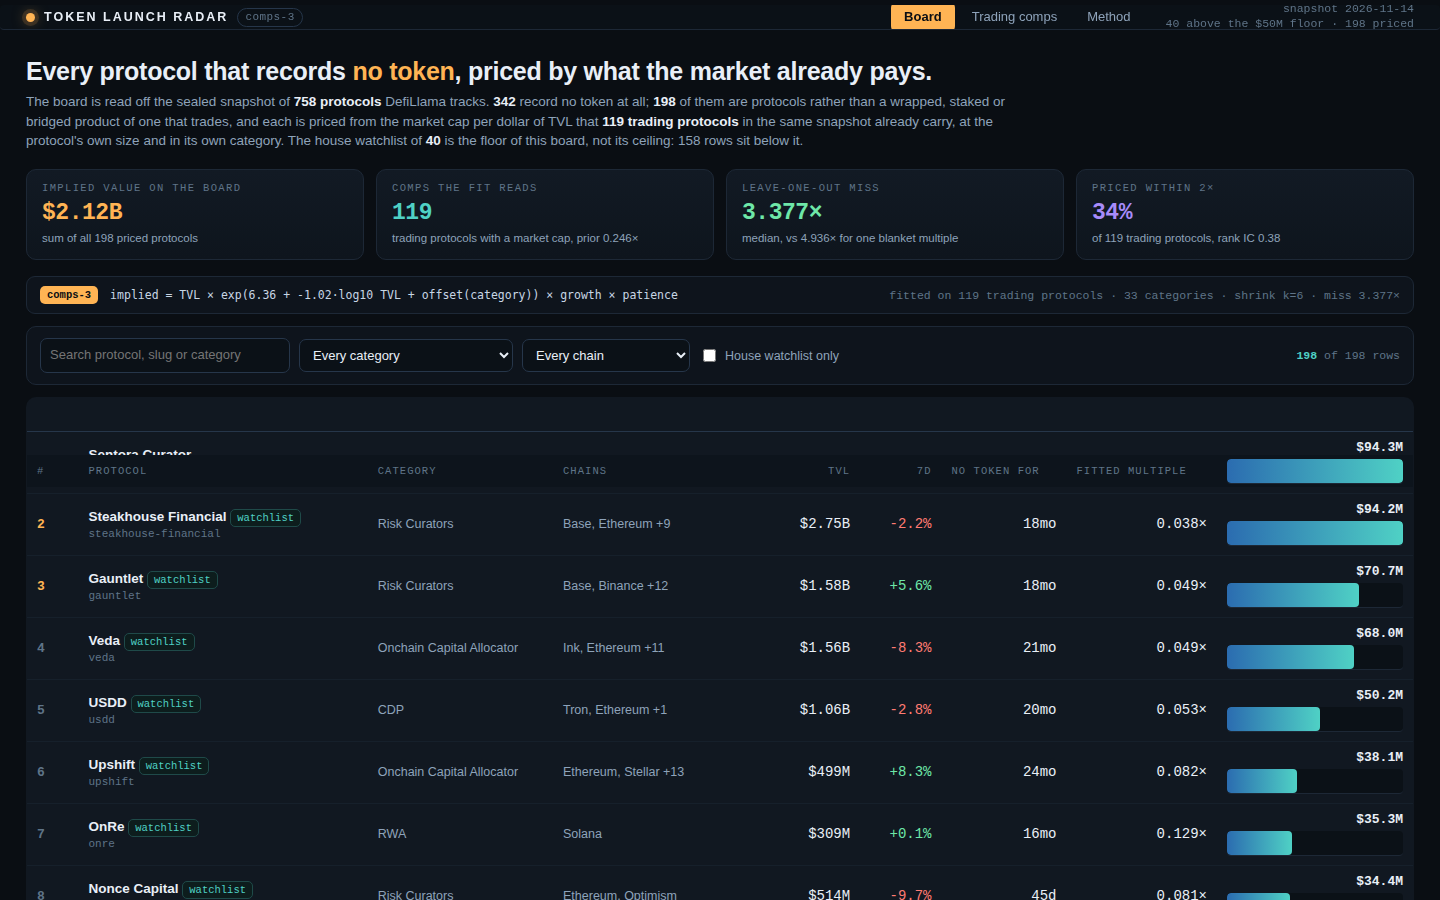 TOKEN LAUNCH RADAR comps-3 Board Trading comps Method snapshot 2026-11-14
40 above the $50M floor · 198 priced
Every protocol that records no token, priced by what the market already pays.
The board is read off the sealed snapshot of 758 protocols DefiLlama tracks. 342 record no token at all; 198 of them are protocols rather than a wrapped, staked or
bridged product of one that trades, and each is priced from the market cap per dollar of TVL that 119 trading protocols in the same snapshot already carry, at the
protocol's own size and in its own category. The house watchlist of 40 is the floor of this board, not its ceiling: 158 rows sit below it.
IMPLIED VALUE ON THE BOARD
$2.12B
sum of all 198 priced protocols
COMPS THE FIT READS
119
trading protocols with a market cap, prior 0.246×
LEAVE-ONE-OUT MISS
3.377×
median, vs 4.936× for one blanket multiple
PRICED WITHIN 2×
34%
of 119 trading protocols, rank IC 0.38
comps-3 implied = TVL × exp(6.36 + -1.02·log10 TVL + offset(category)) × growth × patience fitted on 119 trading protocols · 33 categories · shrink k=6 · miss 3.377×
Search protocol, slug or category Every category Every chain House watchlist only 198 of 198 rows
Sentora Curator $94.3M
# PROTOCOL CATEGORY CHAINS TVL 7D NO TOKEN FOR FITTED MULTIPLE
2 Steakhouse Financial watchlist Risk Curators Base, Ethereum +9 $2.75B -2.2% 18mo 0.038× $94.2M
steakhouse-financial
3 Gauntlet watchlist Risk Curators Base, Binance +12 $1.58B +5.6% 18mo 0.049× $70.7M
gauntlet
4 Veda watchlist Onchain Capital Allocator Ink, Ethereum +11 $1.56B -8.3% 21mo 0.049× $68.0M
veda
5 USDD watchlist CDP Tron, Ethereum +1 $1.06B -2.8% 20mo 0.053× $50.2M
usdd
6 Upshift watchlist Onchain Capital Allocator Ethereum, Stellar +13 $499M +8.3% 24mo 0.082× $38.1M
upshift
7 OnRe watchlist RWA Solana $309M +0.1% 16mo 0.129× $35.3M
onre
8 Nonce Capital watchlist Risk Curators Ethereum, Optimism $514M -9.7% 45d 0.081× $34.4M